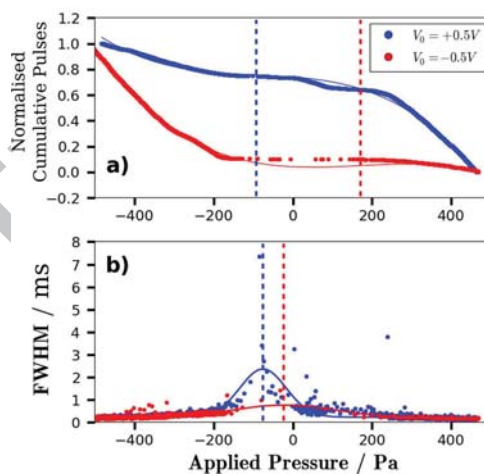 Normalised
Cumulative Pulses
1.2
1.0
0.8
0.6
0.4
0.2
0.0
−0.2
a)
V₀ = +0.5V
V₀ = −0.5V
−400 −200 0 200 400
FWHM / ms
8
7
6
5
4
3
2
1
0
b)
−400 −200 0 200 400
Applied Pressure / Pa